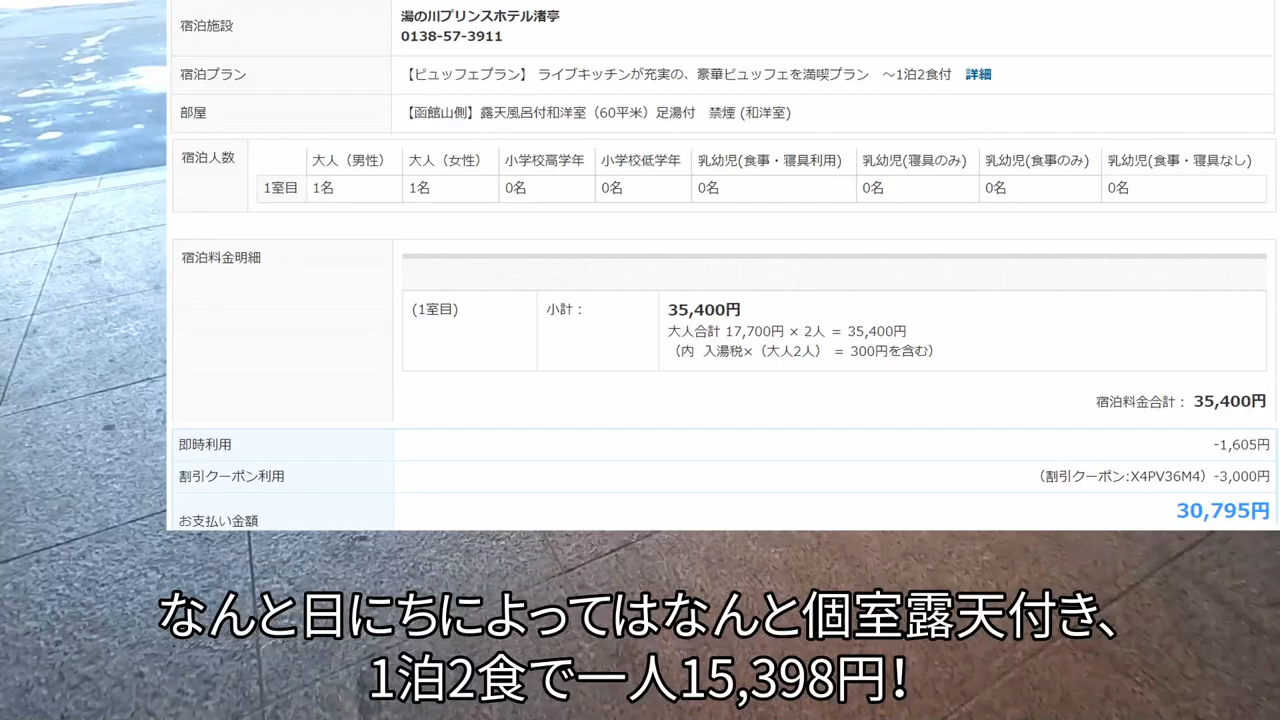 宿泊施設
湯の川プリンスホテル渚亭
0138-57-3911
宿泊プラン
【ビュッフェプラン】 ライブキッチンが充実の、豪華ビュッフェを満喫プラン ～1泊2食付 詳細
部屋
【函館山側】露天風呂付和洋室（60平米）足湯付 禁煙 (和洋室)
宿泊人数
大人（男性） 大人（女性） 小学校高学年 小学校低学年 乳幼児(食事・寝具利用) 乳幼児(寝具のみ) 乳幼児(食事のみ) 乳幼児(食事・寝具なし)
1室目 1名 1名 0名 0名 0名 0名 0名 0名
宿泊料金明細
(1室目) 小計： 35,400円
大人合計 17,700円 × 2人 ＝ 35,400円
（内 入湯税×（大人2人） ＝ 300円を含む）
宿泊料金合計： 35,400円
即時利用 -1,605円
割引クーポン利用 （割引クーポン:X4PV36M4）-3,000円
お支払い金額 30,795円
なんと日にちによってはなんと個室露天付き、
1泊2食で一人15,398円！